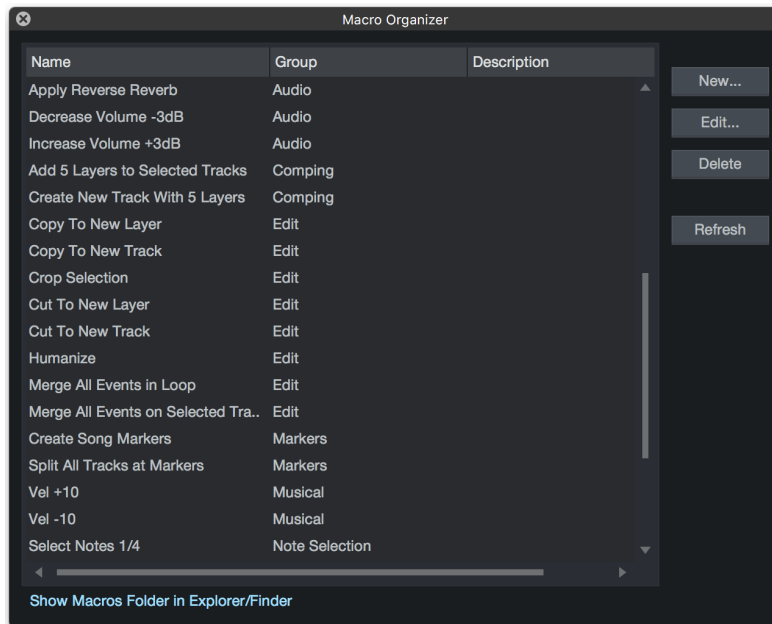 Macro Organizer
Name Group Description
Apply Reverse Reverb Audio
Decrease Volume -3dB Audio
Increase Volume +3dB Audio
Add 5 Layers to Selected Tracks Comping
Create New Track With 5 Layers Comping
Copy To New Layer Edit
Copy To New Track Edit
Crop Selection Edit
Cut To New Layer Edit
Cut To New Track Edit
Humanize Edit
Merge All Events in Loop Edit
Merge All Events on Selected Tra.. Edit
Create Song Markers Markers
Split All Tracks at Markers Markers
Vel +10 Musical
Vel -10 Musical
Select Notes 1/4 Note Selection
New...
Edit...
Delete
Refresh
Show Macros Folder in Explorer/Finder